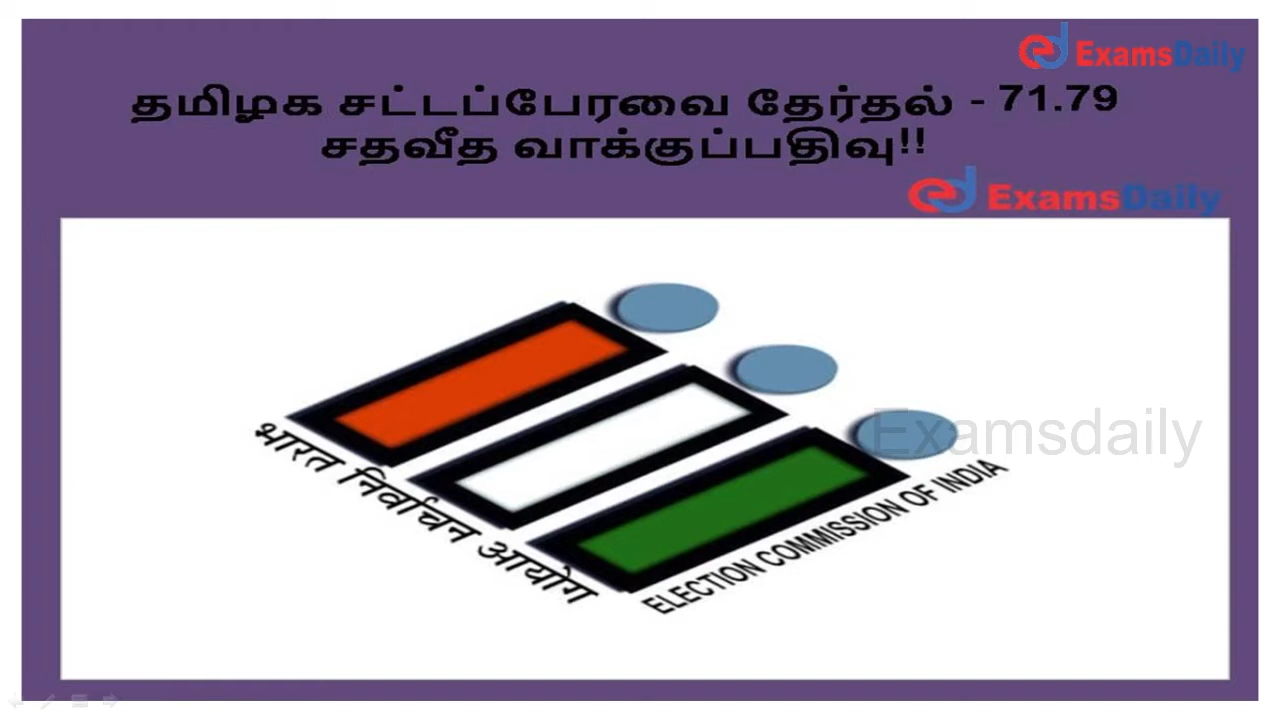 ExamsDaily
தமிழக சட்டப்பேரவை தேர்தல் - 71.79
சதவீத வாக்குப்பதிவு!!
ExamsDaily
Examsdaily
भारत निर्वाचन आयोग
ELECTION COMMISSION OF INDIA